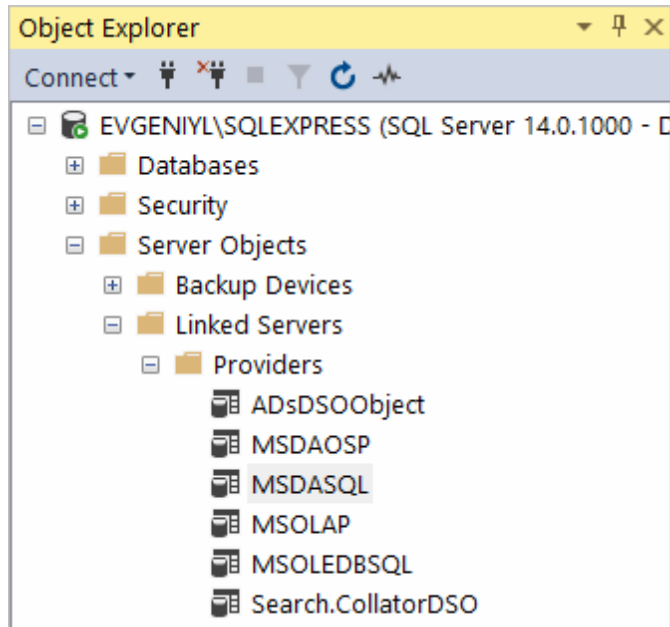 Object Explorer
Connect
EVGENIYL\SQLEXPRESS (SQL Server 14.0.1000 - D
Databases
Security
Server Objects
Backup Devices
Linked Servers
Providers
ADsDSOObject
MSDAOSP
MSDASQL
MSOLAP
MSOLEDBSQL
Search.CollatorDSO